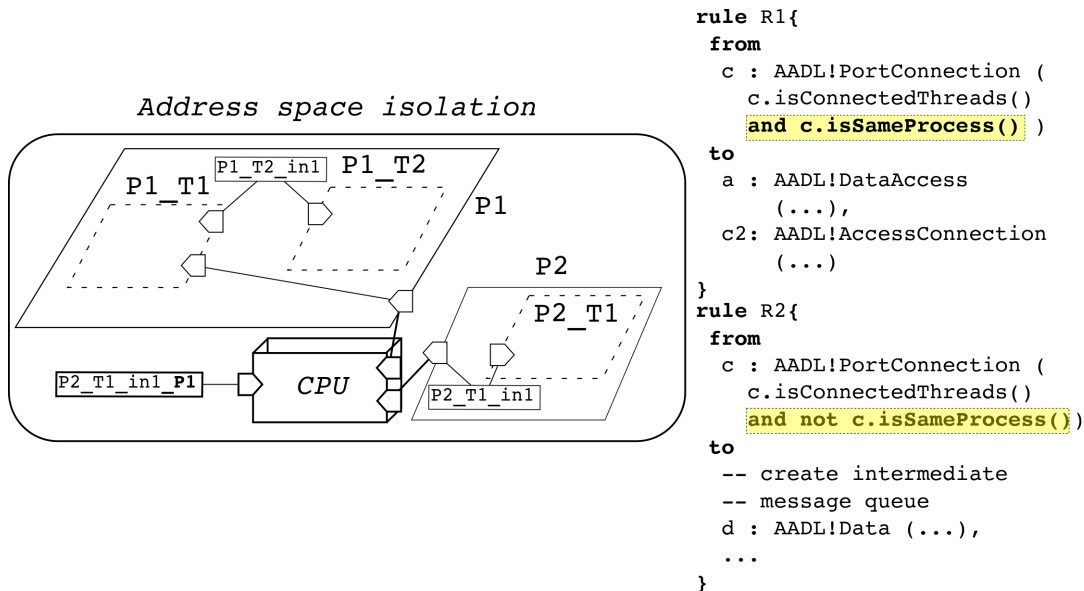 Address space isolation
P1_T2_in1
P1_T2
P1_T1
P1
P2
P2_T1
P2_T1_in1_P1
CPU
P2_T1_in1
rule R1{
from
c : AADL!PortConnection (
c.isConnectedThreads()
and c.isSameProcess() )
to
a : AADL!DataAccess
(...),
c2: AADL!AccessConnection
(...)
}
rule R2{
from
c : AADL!PortConnection (
c.isConnectedThreads()
and not c.isSameProcess())
to
-- create intermediate
-- message queue
d : AADL!Data (...),
...
}